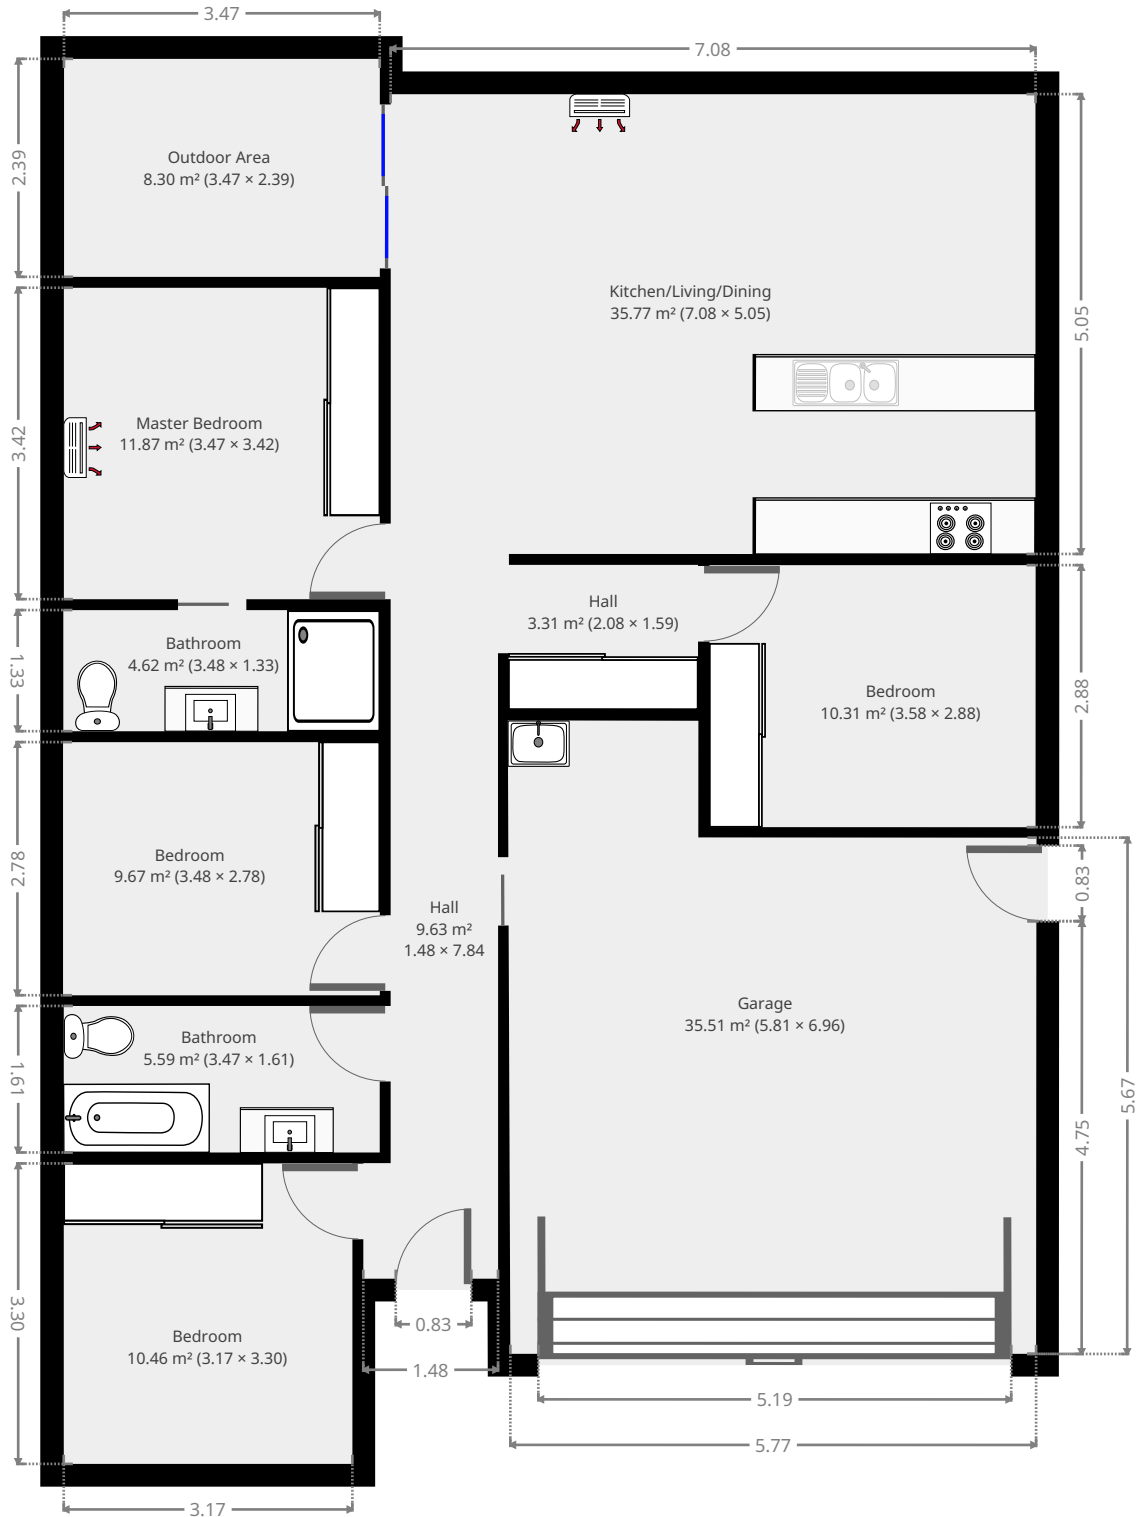 3.47
7.08
2.39
Outdoor Area
8.30 m² (3.47 × 2.39)
Kitchen/Living/Dining
35.77 m² (7.08 × 5.05)
5.05
3.42
Master Bedroom
11.87 m² (3.47 × 3.42)
Hall
3.31 m² (2.08 × 1.59)
1.33
Bathroom
4.62 m² (3.48 × 1.33)
Bedroom
10.31 m² (3.58 × 2.88)
2.88
2.78
Bedroom
9.67 m² (3.48 × 2.78)
Hall
9.63 m²
1.48 × 7.84
0.83
Garage
35.51 m² (5.81 × 6.96)
1.61
Bathroom
5.59 m² (3.47 × 1.61)
5.67
4.75
3.30
Bedroom
10.46 m² (3.17 × 3.30)
0.83
1.48
5.19
5.77
3.17